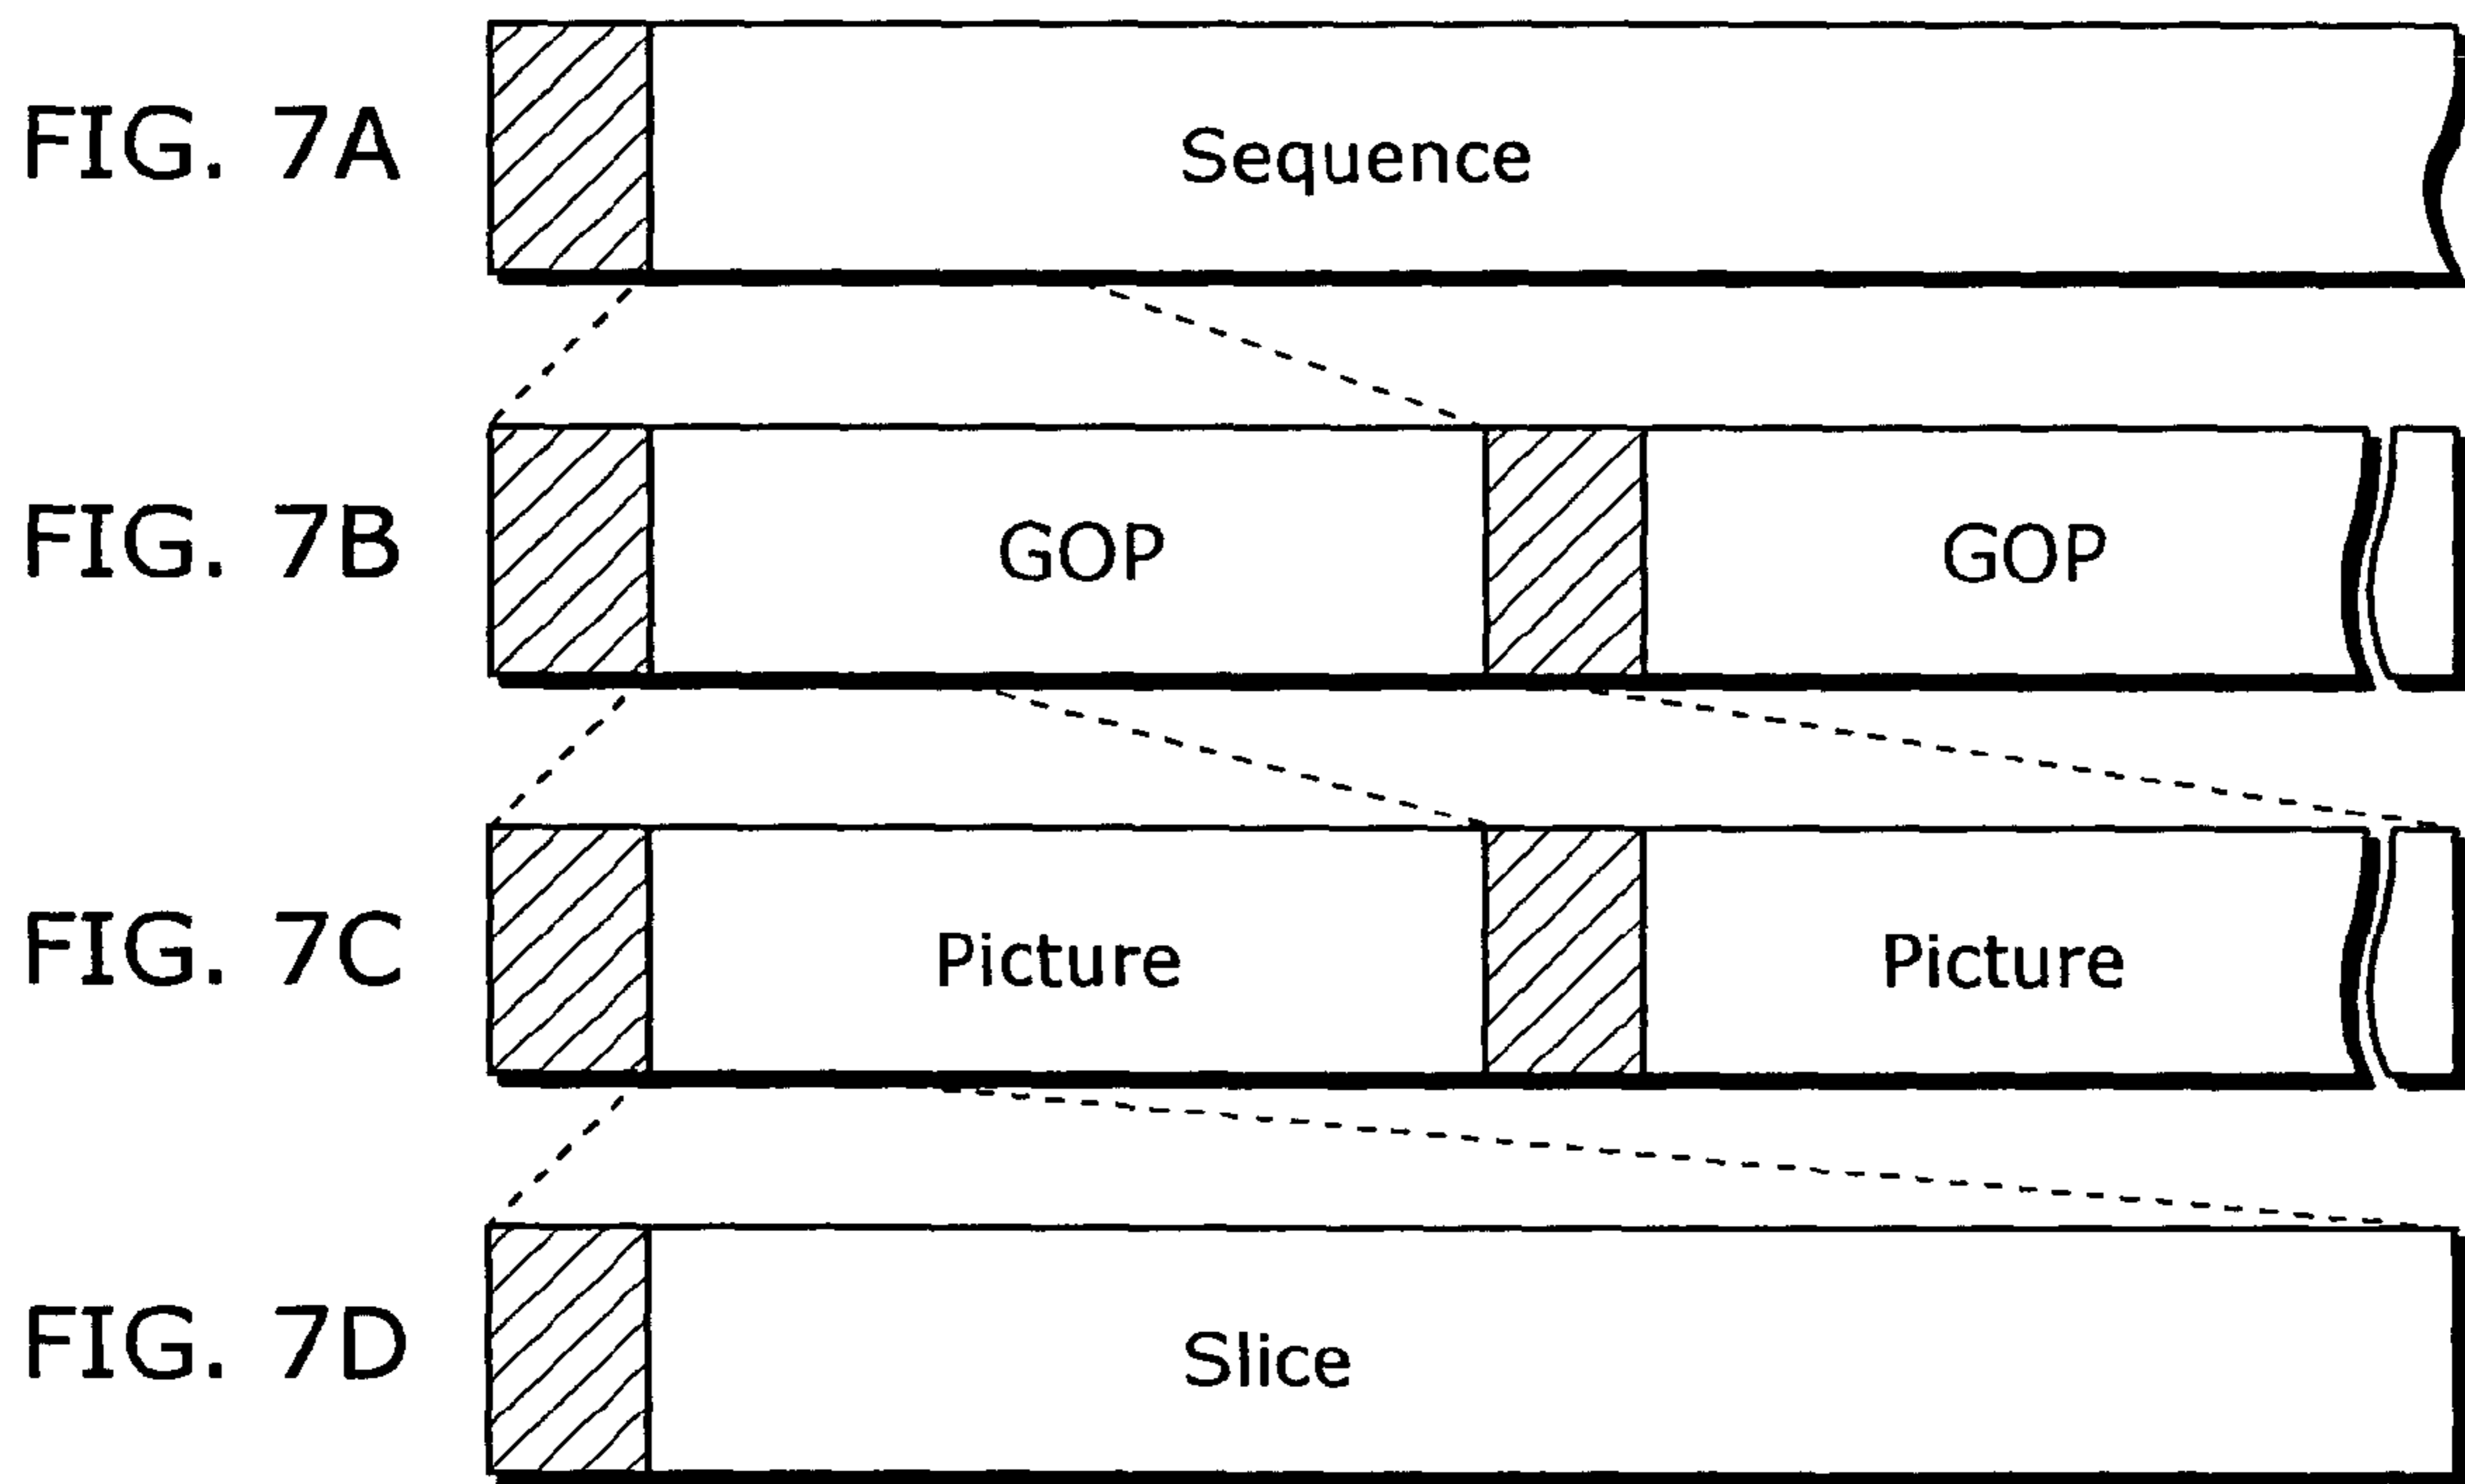 FIG. 7A Sequence
FIG. 7B GOP GOP
FIG. 7C Picture Picture
FIG. 7D Slice